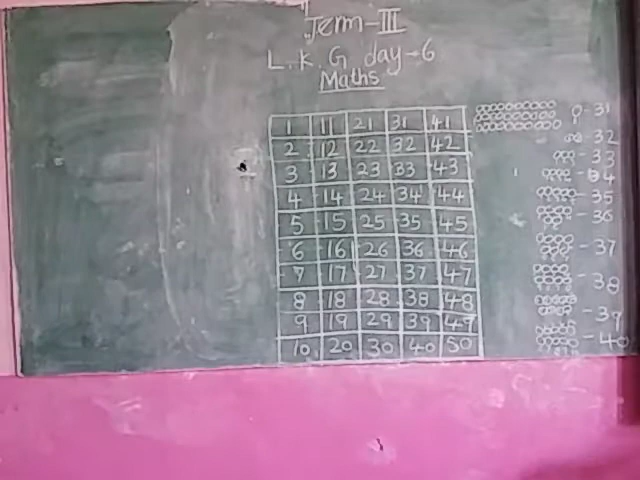 Term-III
L.K.G day-6
Maths
1 11 21 31 41
2 12 22 32 42
3 13 23 33 43
4 14 24 34 44
5 15 25 35 45
6 16 26 36 46
7 17 27 37 47
8 18 28 38 48
9 19 29 39 49
10 20 30 40 50
-31
-32
-33
-34
-35
-36
-37
-38
-39
-40